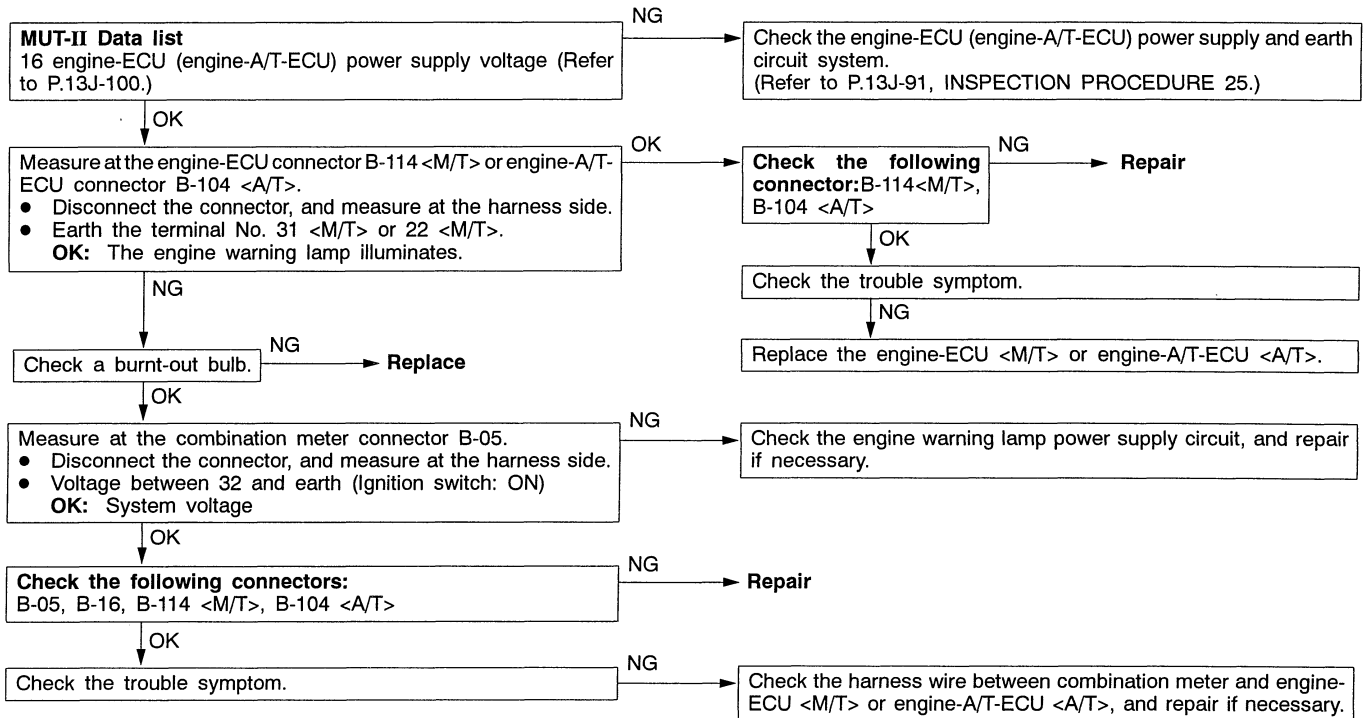 MUT-II Data list
16 engine-ECU (engine-A/T-ECU) power supply voltage (Refer
to P.13J-100.)
NG
Check the engine-ECU (engine-A/T-ECU) power supply and earth
circuit system.
(Refer to P.13J-91, INSPECTION PROCEDURE 25.)
OK
Measure at the engine-ECU connector B-114 <M/T> or engine-A/T-
ECU connector B-104 <A/T>.
● Disconnect the connector, and measure at the harness side.
● Earth the terminal No. 31 <M/T> or 22 <M/T>.
OK: The engine warning lamp illuminates.
OK
Check the following
connector:B-114<M/T>,
B-104 <A/T>
NG
Repair
OK
Check the trouble symptom.
NG
Replace the engine-ECU <M/T> or engine-A/T-ECU <A/T>.
NG
Check a burnt-out bulb.
NG
Replace
OK
Measure at the combination meter connector B-05.
● Disconnect the connector, and measure at the harness side.
● Voltage between 32 and earth (Ignition switch: ON)
OK: System voltage
NG
Check the engine warning lamp power supply circuit, and repair
if necessary.
OK
Check the following connectors:
B-05, B-16, B-114 <M/T>, B-104 <A/T>
NG
Repair
OK
Check the trouble symptom.
NG
Check the harness wire between combination meter and engine-
ECU <M/T> or engine-A/T-ECU <A/T>, and repair if necessary.